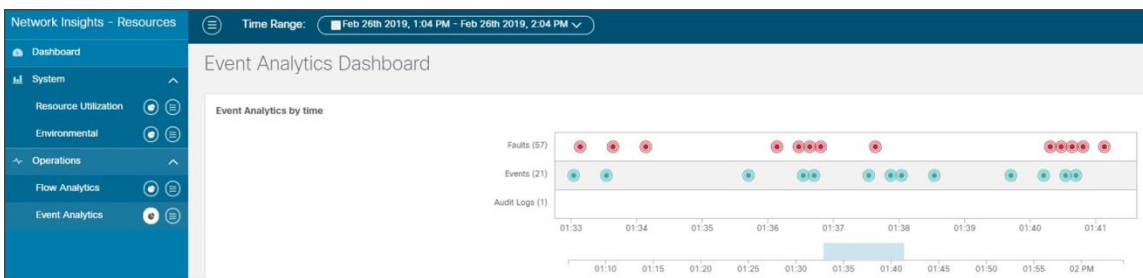 Network Insights - Resources
Time Range: Feb 26th 2019, 1:04 PM - Feb 26th 2019, 2:04 PM
Dashboard
Event Analytics Dashboard
System
Resource Utilization
Environmental
Operations
Flow Analytics
Event Analytics
Event Analytics by time
Faults (57)
Events (21)
Audit Logs (1)
01:33 01:34 01:35 01:36 01:37 01:38 01:39 01:40 01:41
01:10 01:15 01:20 01:25 01:30 01:35 01:40 01:45 01:50 01:55 02 PM